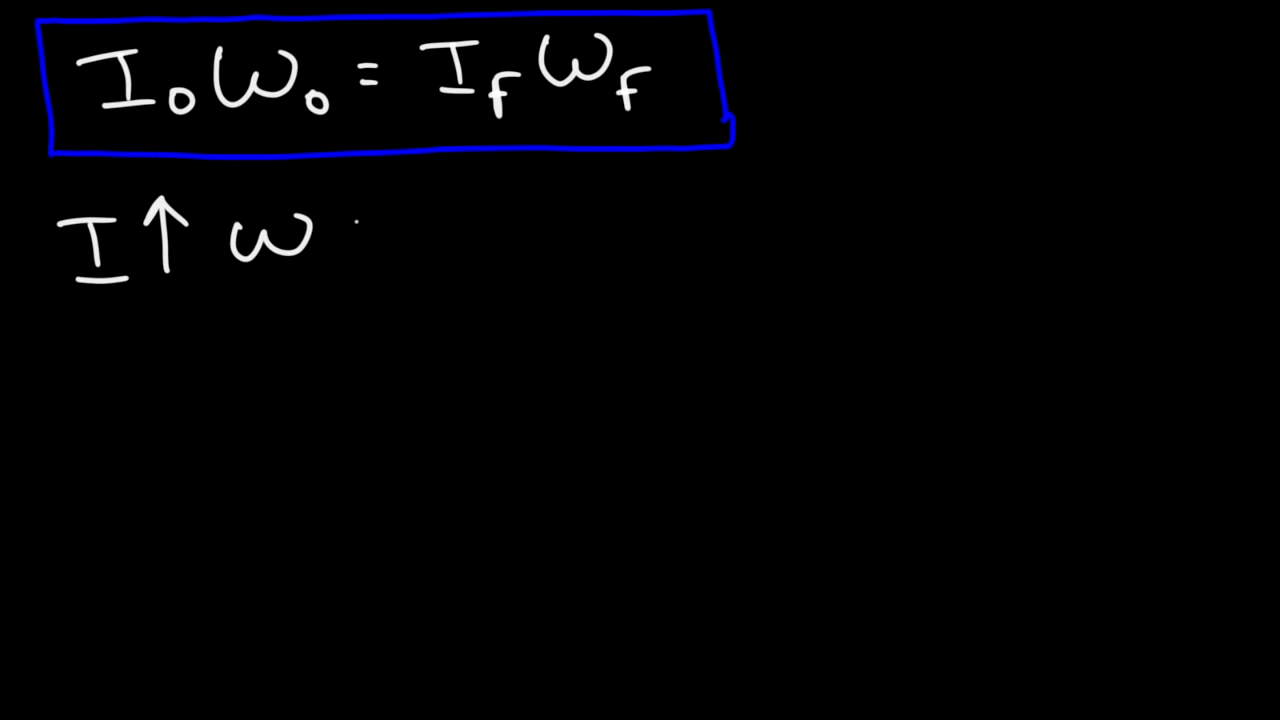 I₀ω₀ = I_f ω_f
I↑ ω